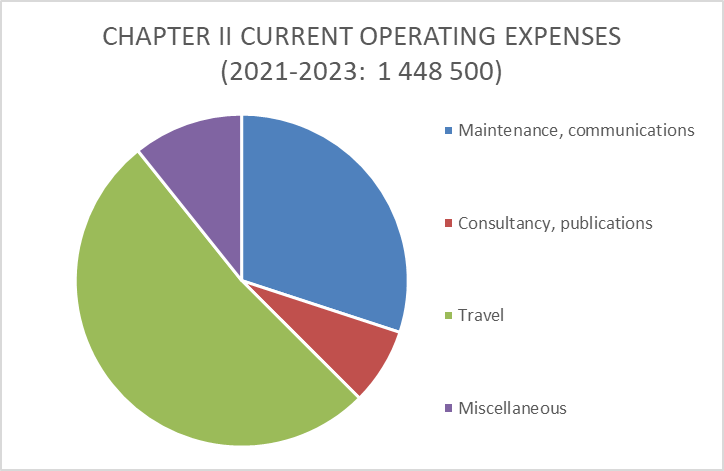 CHAPTER II CURRENT OPERATING EXPENSES
(2021-2023:  1 448 500)
Maintenance, communications
Consultancy, publications
Travel
Miscellaneous